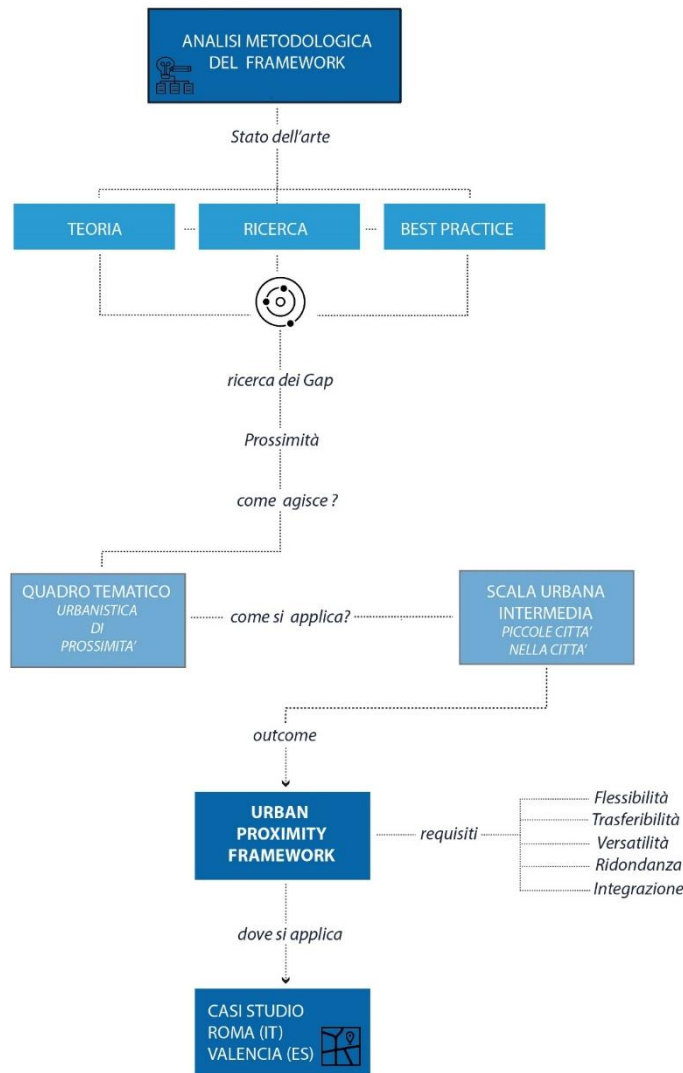 ANALISI METODOLOGICA
DEL FRAMEWORK
Stato dell'arte
TEORIA
RICERCA
BEST PRACTICE
ricerca dei Gap
Prossimità
come agisce ?
QUADRO TEMATICO
URBANISTICA
DI
PROSSIMITA'
come si applica?
SCALA URBANA
INTERMEDIA
PICCOLE CITTA'
NELLA CITTA'
outcome
URBAN
PROXIMITY
FRAMEWORK
requisiti
Flessibilità
Trasferibilità
Versatilità
Ridondanza
Integrazione
dove si applica
CASI STUDIO
ROMA (IT)
VALENCIA (ES)